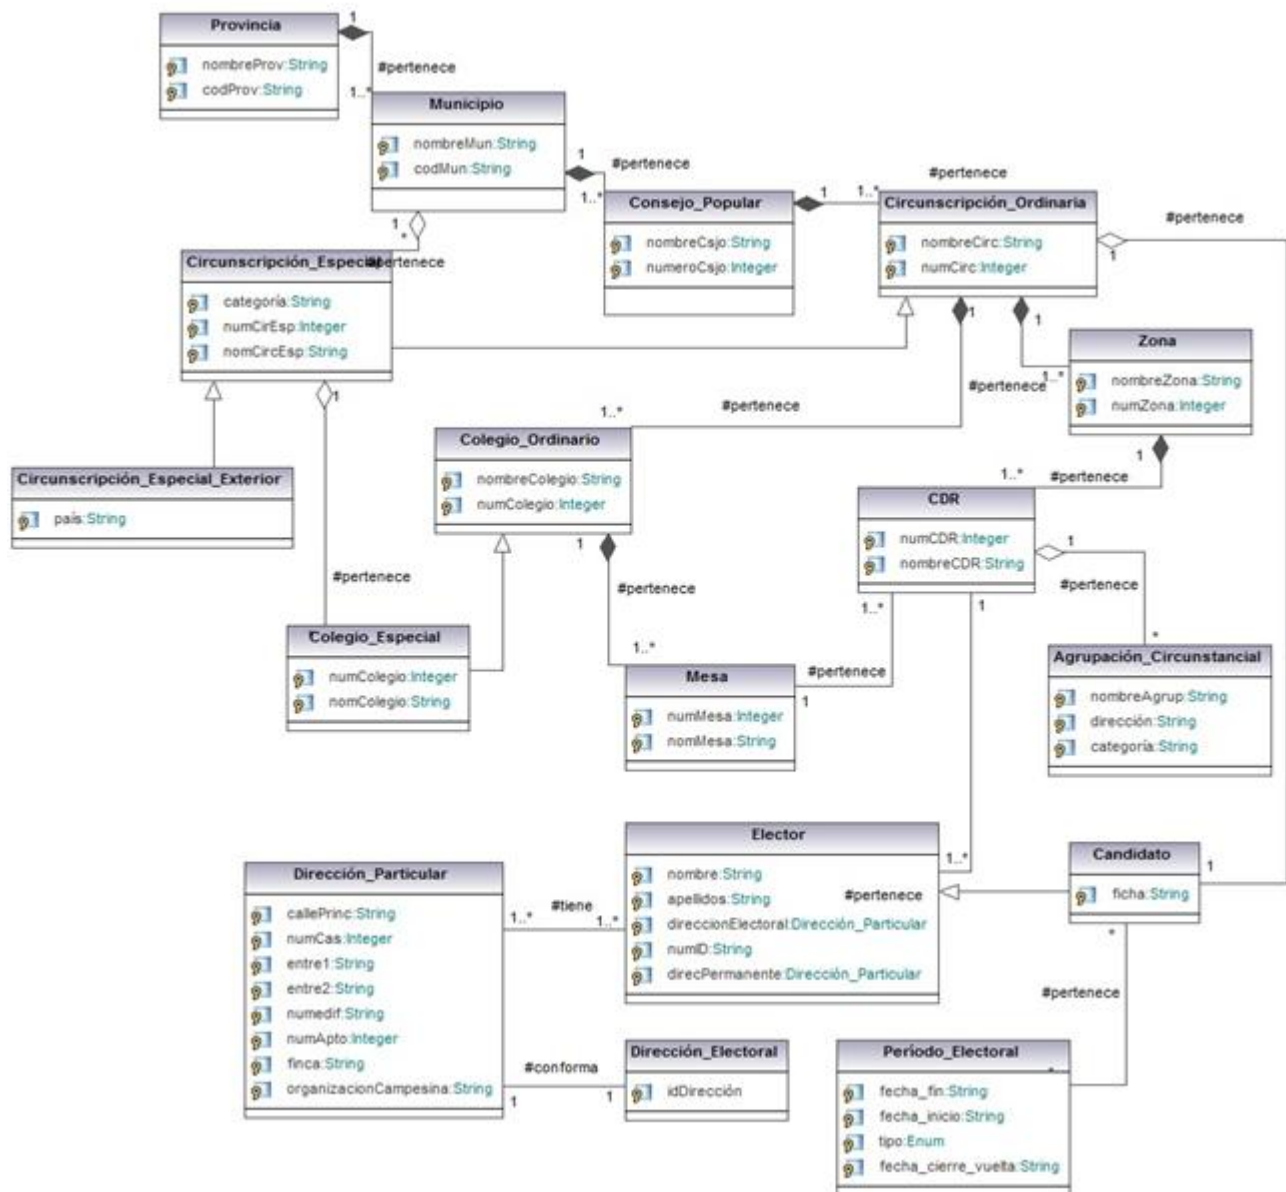 Provincia
nombreProv:String
codProv:String
1
#pertenece
1..*
Municipio
nombreMun:String
codMun:String
1
#pertenece
1..*
Consejo_Popular
nombreCsjo:String
numeroCsjo:Integer
1
1..*
#pertenece
Circunscripción_Ordinaria
nombreCirc:String
numCirc:Integer
#pertenece
1
1
*
#pertenece
Circunscripción_Especial
categoría:String
numCirEsp:Integer
nomCircEsp:String
1
1
1
#pertenece
1..*
Zona
nombreZona:String
numZona:Integer
#pertenece
1..*
Colegio_Ordinario
nombreColegio:String
numColegio:Integer
1
Circunscripción_Especial_Exterior
país:String
1
#pertenece
1..*
CDR
numCDR:Integer
nombreCDR:String
1
#pertenece
*
Agrupación_Circunstancial
nombreAgrup:String
dirección:String
categoría:String
#pertenece
Colegio_Especial
numColegio:Integer
nomColegio:String
#pertenece
1..*
Mesa
numMesa:Integer
nomMesa:String
1..*
#pertenece
1
1
1..*
Elector
nombre:String
apellidos:String
direccionElectoral:Dirección_Particular
numID:String
direcPermanente:Dirección_Particular
#pertenece
Candidato
ficha:String
1
*
#pertenece
*
Dirección_Particular
callePrinc:String
numCas:Integer
entre1:String
entre2:String
numedif:String
numApto:Integer
finca:String
organizacionCampesina:String
#tiene
1..*
1..*
#conforma
1
1
Dirección_Electoral
idDirección
Período_Electoral
fecha_fin:String
fecha_inicio:String
tipo:Enum
fecha_cierre_vuelta:String